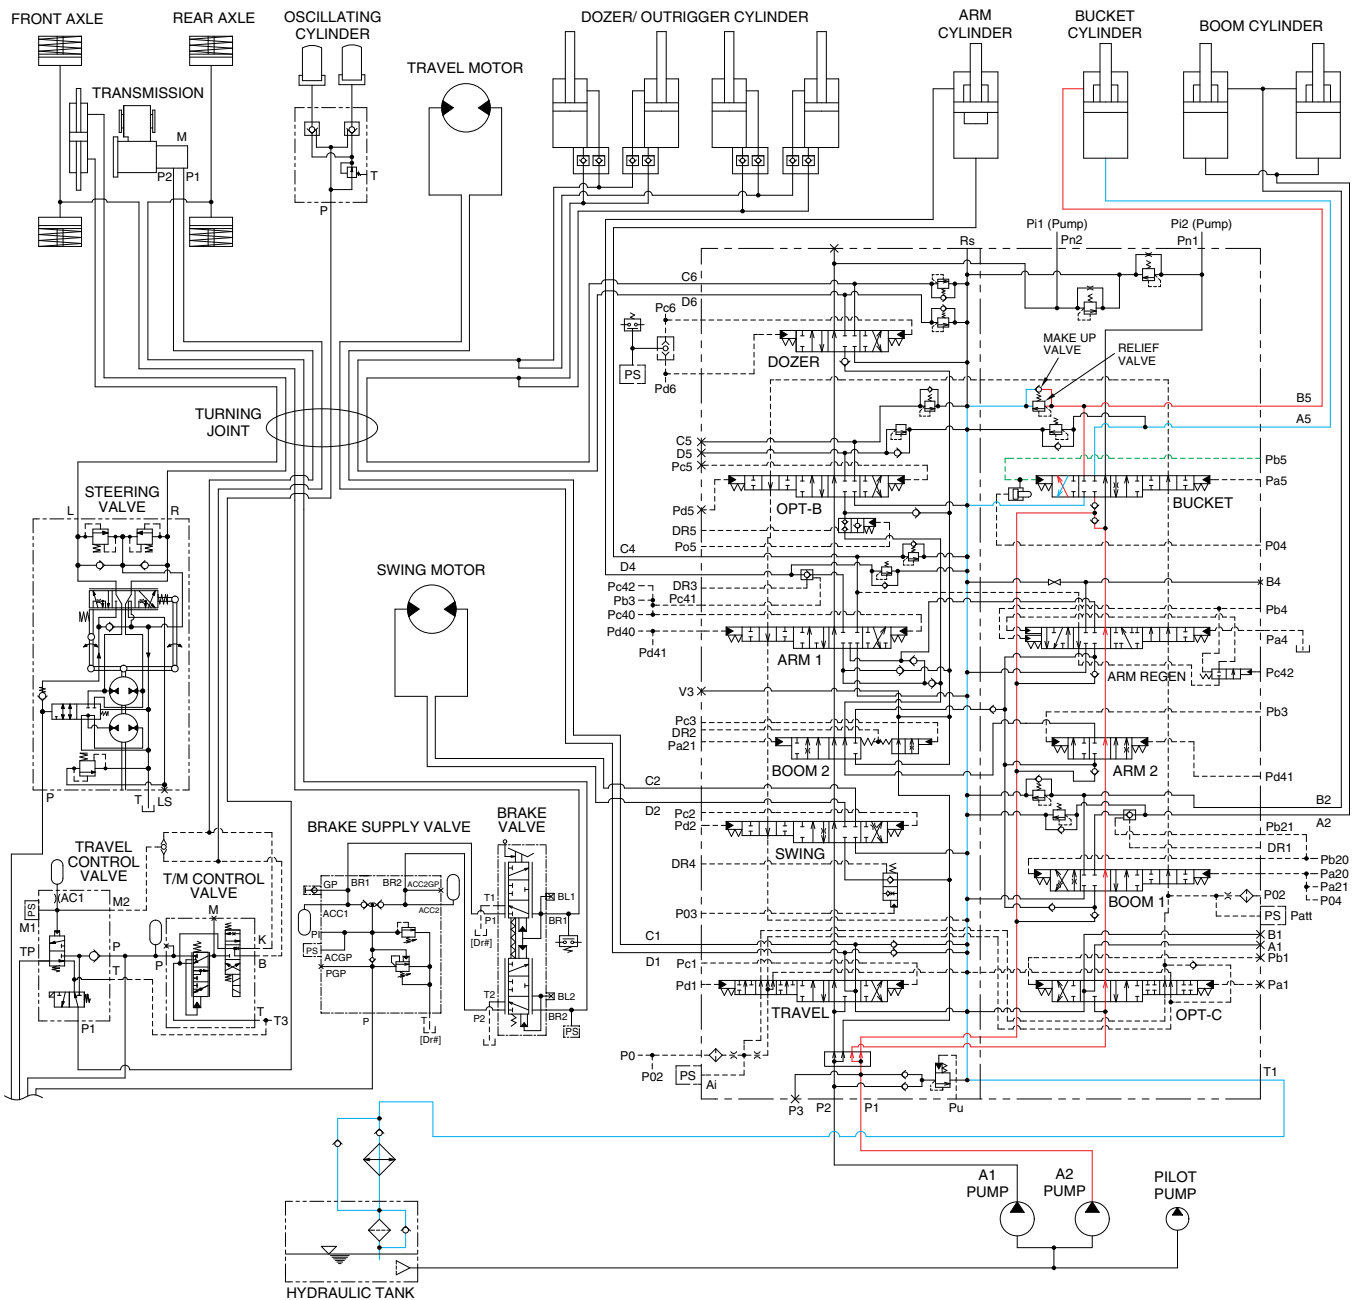 FRONT AXLE
REAR AXLE
OSCILLATING
CYLINDER
DOZER/ OUTRIGGER CYLINDER
ARM
CYLINDER
BUCKET
CYLINDER
BOOM CYLINDER
TRAVEL MOTOR
TRANSMISSION
M
P2
P1
T
P
Pi1 (Pump)
Pn2
Pi2 (Pump)
Pn1
Rs
C6
D6
Pc6
PS
Pd6
DOZER
MAKE UP
VALVE
RELIEF
VALVE
B5
A5
TURNING
JOINT
C5
D5
Pc5
Pd5
OPT-B
Pb5
Pa5
BUCKET
STEERING
VALVE
L
R
DR5
Po5
P04
C4
D4
SWING MOTOR
Pc42
DR3
Pb3
Pc41
Pc40
Pd40
Pd41
ARM 1
B4
Pb4
Pa4
ARM REGEN
Pc42
V3
Pc3
DR2
Pa21
BOOM 2
Pb3
ARM 2
Pd41
P
T
LS
C2
D2
B2
A2
Pc2
Pd2
SWING
Pb21
DR1
BRAKE SUPPLY VALVE
BRAKE
VALVE
TRAVEL
CONTROL
VALVE
T/M CONTROL
VALVE
DR4
P03
Pb20
Pa20
Pa21
P04
BOOM 1
P02
PS
Patt
GP
BR1
BR2
ACC2GP
ACC1
ACC2
PI
PS
ACGP
PGP
P
T
[Dr#]
T1
P1
[Dr#]
BL1
BR1
T2
P2
BL2
BR2
PS
AC1
PS
M1
M2
TP
P
T
P1
M
P
K
B
T
T3
C1
D1
Pc1
Pd1
TRAVEL
B1
A1
Pb1
Pa1
OPT-C
P0
P02
PS
Ai
P3
P2
P1
Pu
T1
A1
PUMP
A2
PUMP
PILOT
PUMP
HYDRAULIC TANK